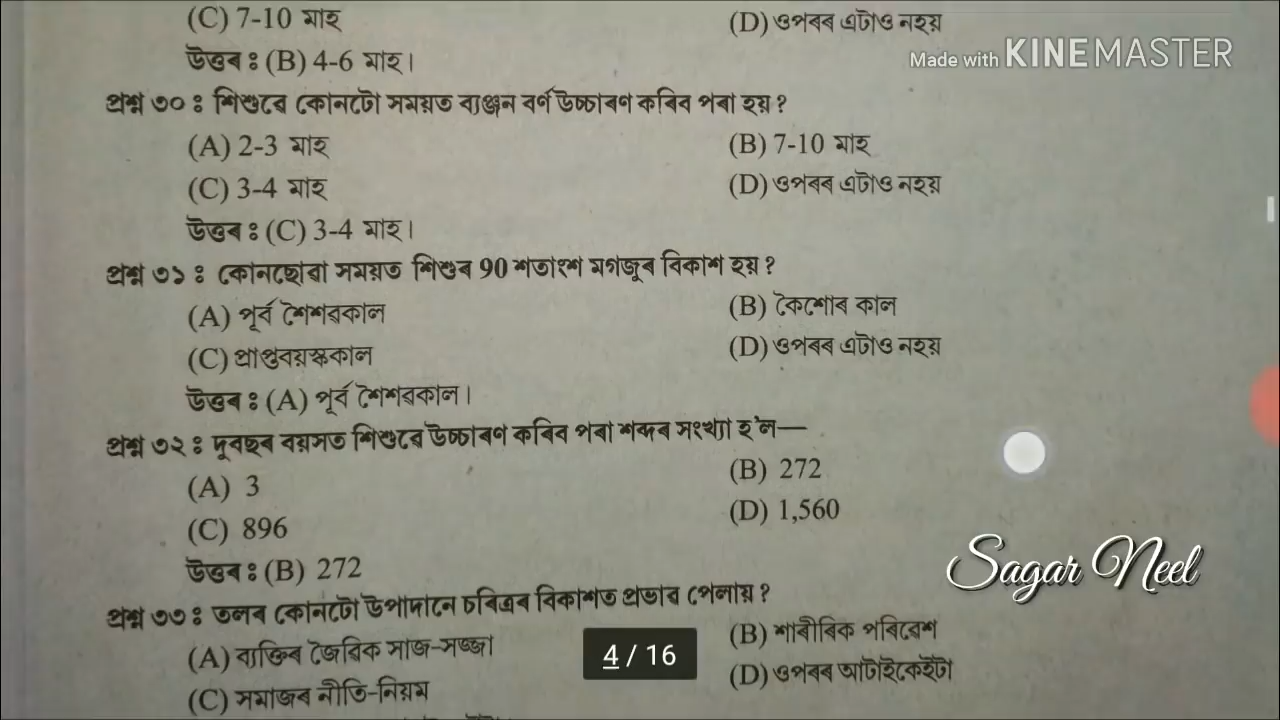 (C) 7-10 মাহ (D) ওপৰৰ এটাও নহয়
Made with KINEMASTER
উত্তৰ ঃ (B) 4-6 মাহ।
প্ৰশ্ন ৩০ ঃ শিশুৱে কোনটো সময়ত ব্যঞ্জন বৰ্ণ উচ্চাৰণ কৰিব পৰা হয়?
(A) 2-3 মাহ (B) 7-10 মাহ
(C) 3-4 মাহ (D) ওপৰৰ এটাও নহয়
উত্তৰ ঃ (C) 3-4 মাহ।
প্ৰশ্ন ৩১ ঃ কোনছোৱা সময়ত শিশুৰ 90 শতাংশ মগজুৰ বিকাশ হয়?
(A) পূৰ্ব শৈশৱকাল (B) কৈশোৰ কাল
(C) প্ৰাপ্তবয়স্ককাল (D) ওপৰৰ এটাও নহয়
উত্তৰ ঃ (A) পূৰ্ব শৈশৱকাল।
প্ৰশ্ন ৩২ ঃ দুবছৰ বয়সত শিশুৱে উচ্চাৰণ কৰিব পৰা শব্দৰ সংখ্যা হ'ল—
(A) 3 (B) 272
(C) 896 (D) 1,560
উত্তৰ ঃ (B) 272
Sagar Neel
প্ৰশ্ন ৩৩ ঃ তলৰ কোনটো উপাদানে চৰিত্ৰৰ বিকাশত প্ৰভাৱ পেলায়?
(A) ব্যক্তিৰ জৈৱিক সাজ-সজ্জা (B) শাৰীৰিক পৰিৱেশ
4 / 16
(C) সমাজৰ নীতি-নিয়ম (D) ওপৰৰ আটাইকেইটা